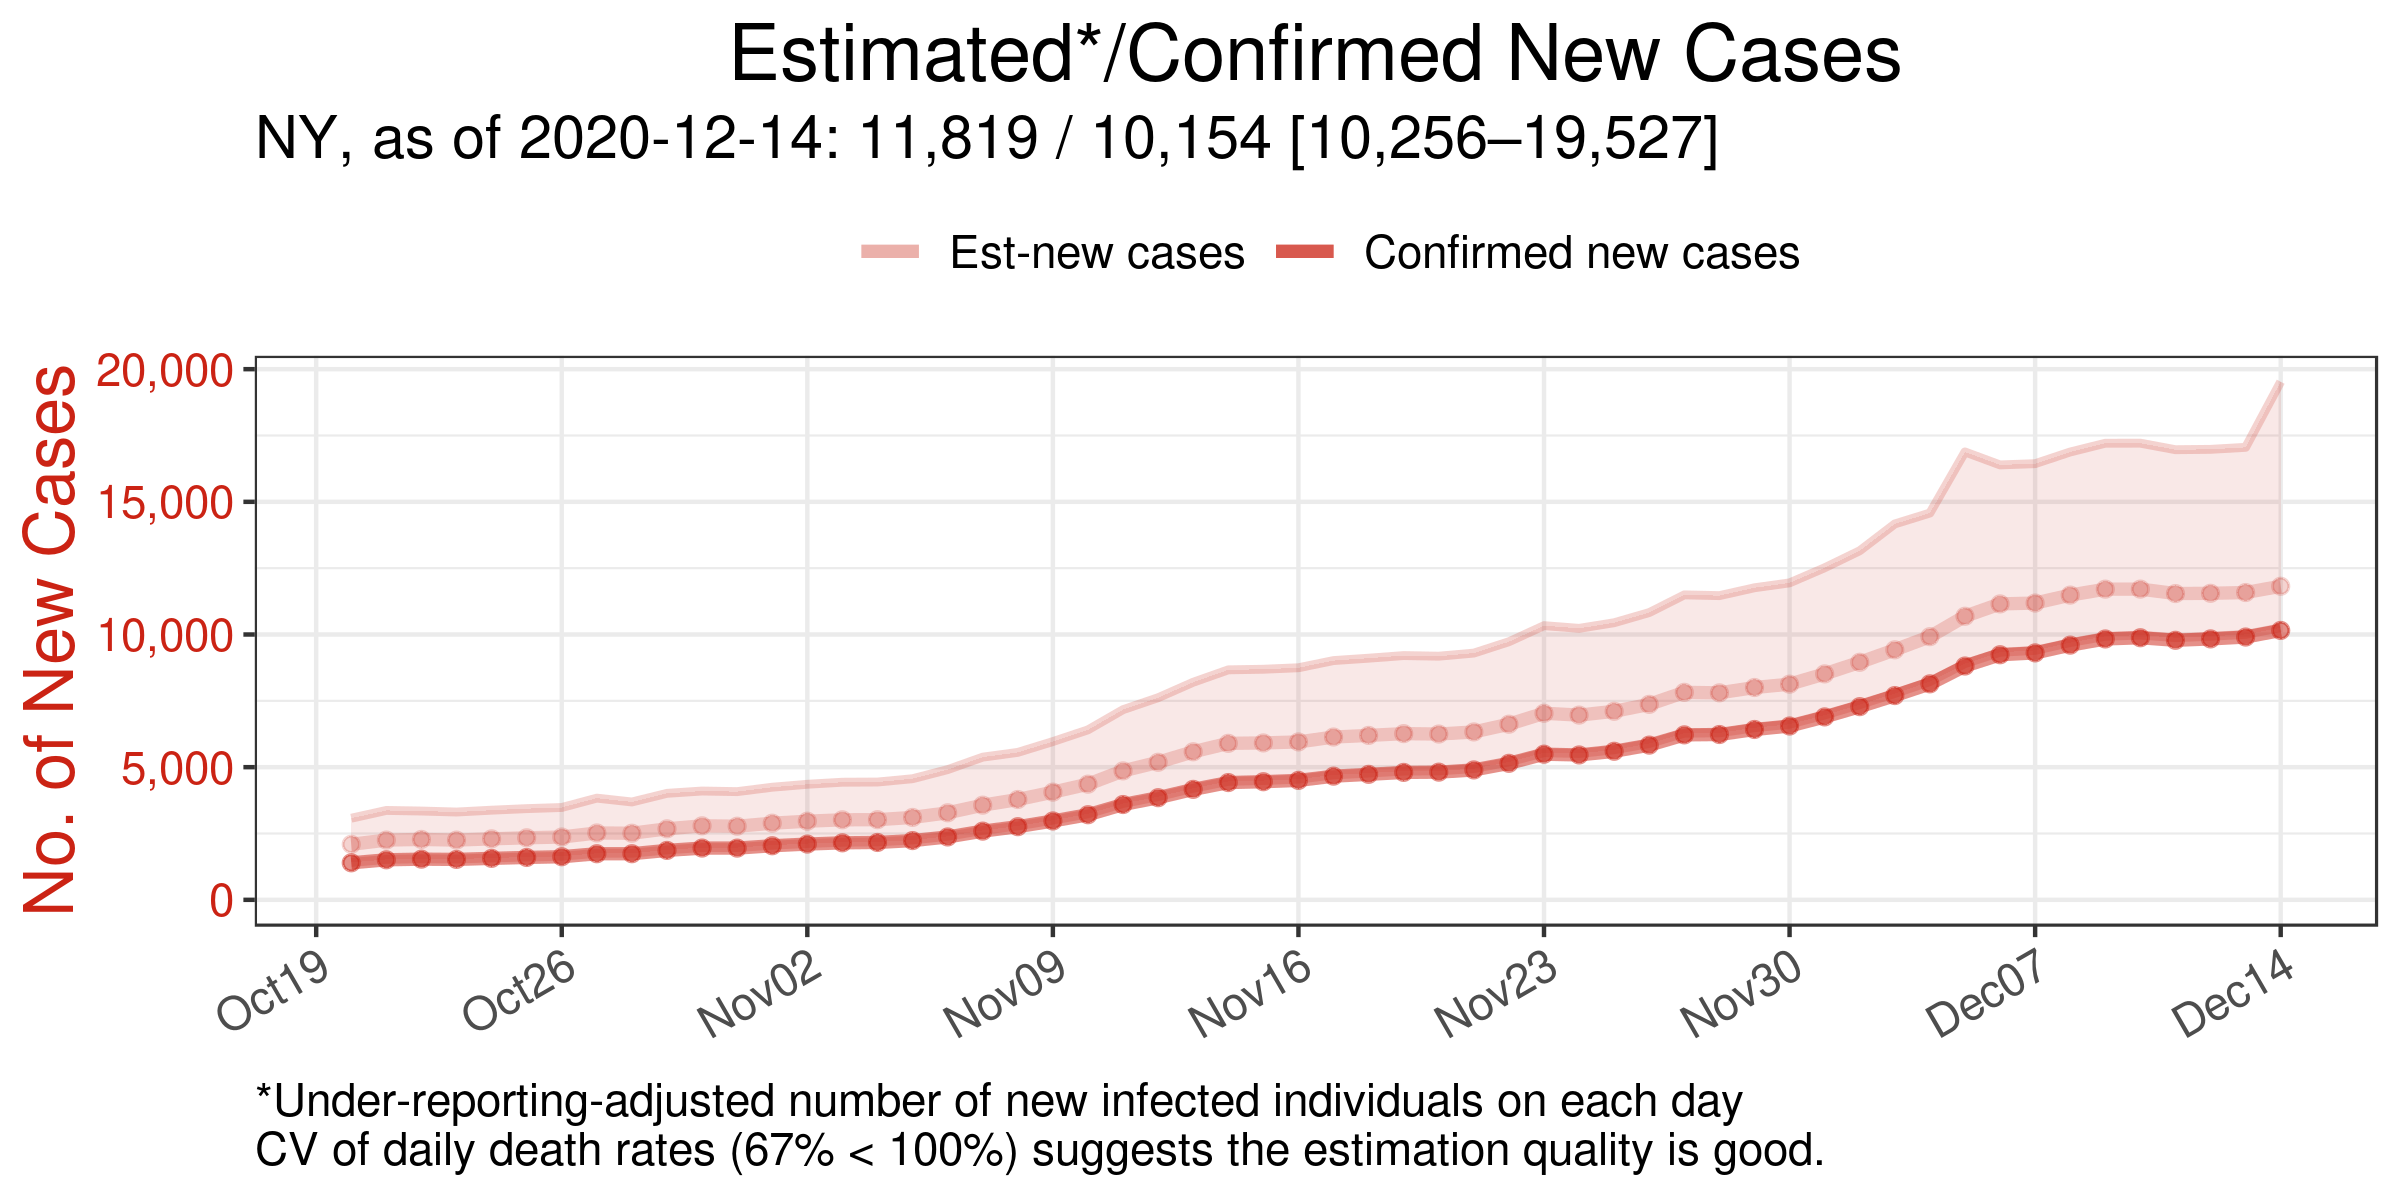 Estimated*/Confirmed New Cases
NY, as of 2020-12-14: 11,819 / 10,154 [10,256–19,527]
Est-new cases Confirmed new cases
No. of New Cases
20,000
15,000
10,000
5,000
0
Oct19 Oct26 Nov02 Nov09 Nov16 Nov23 Nov30 Dec07 Dec14
*Under-reporting-adjusted number of new infected individuals on each day
CV of daily death rates (67% < 100%) suggests the estimation quality is good.